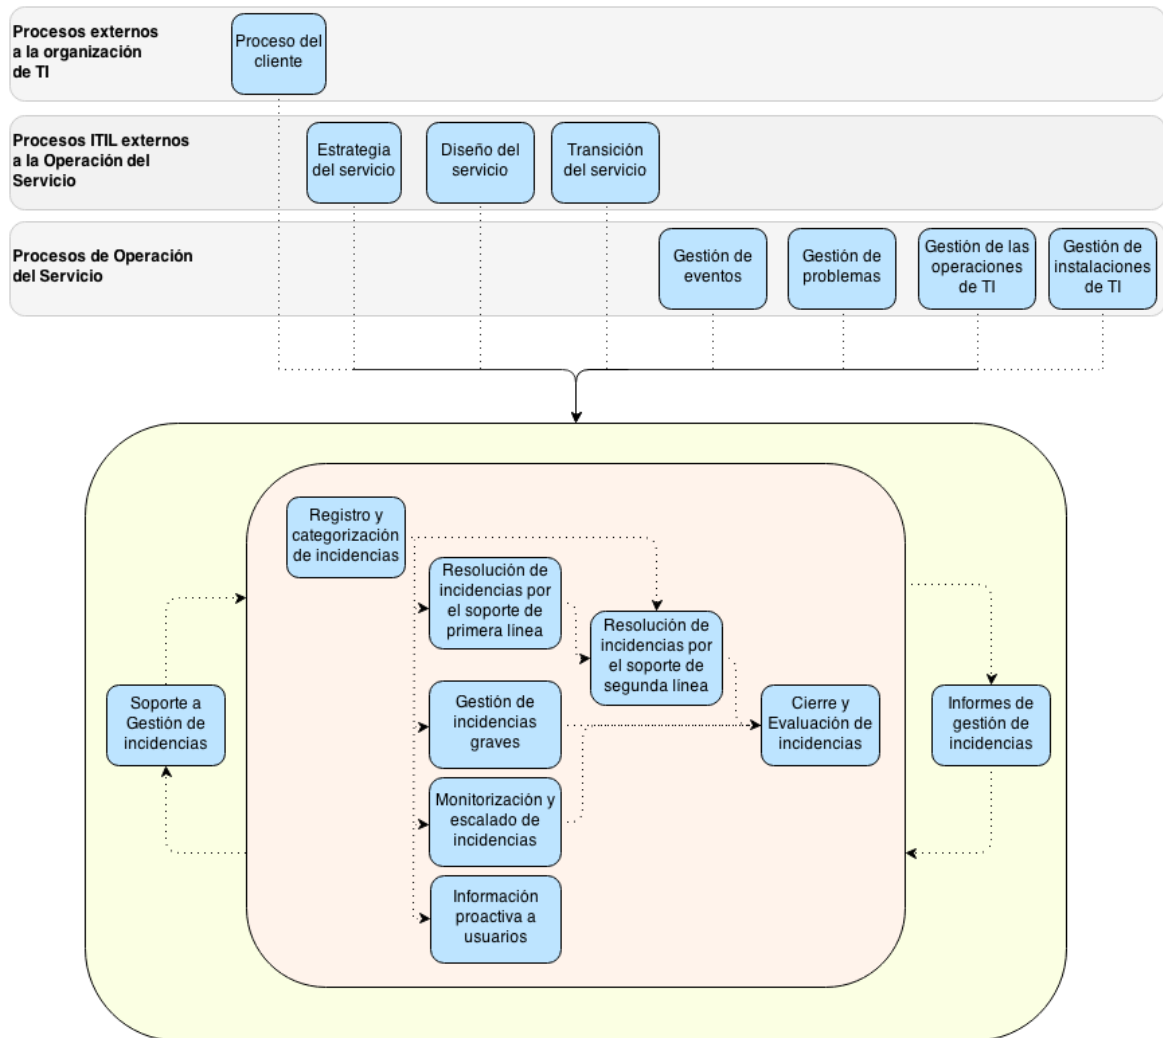 Procesos externos
a la organización
de TI
Proceso del
cliente
Procesos ITIL externos
a la Operación del
Servicio
Estrategia
del servicio
Diseño del
servicio
Transición
del servicio
Procesos de Operación
del Servicio
Gestión de
eventos
Gestión de
problemas
Gestión de las
operaciones
de TI
Gestión de
instalaciones
de TI
Registro y
categorización
de incidencias
Resolución de
incidencias por
el soporte de
primera línea
Resolución de
incidencias por
el soporte de
segunda línea
Soporte a
Gestión de
incidencias
Gestión de
incidencias
graves
Cierre y
Evaluación de
incidencias
Informes de
gestión de
incidencias
Monitorización y
escalado de
incidencias
Información
proactiva a
usuarios